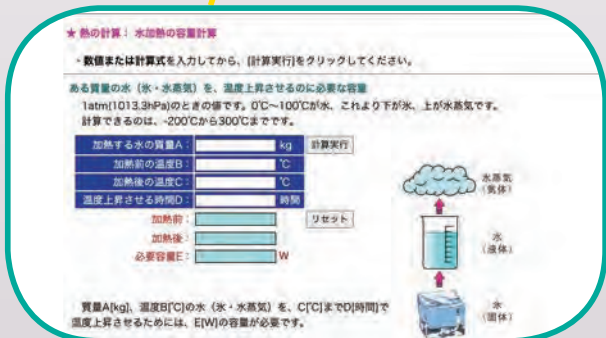 ★ 熱の計算： 水加熱の容量計算
・数値または計算式を入力してから、[計算実行]をクリックしてください。
ある質量の水（氷・水蒸気）を、温度上昇させるのに必要な容量
1atm(1013.3hPa)のときの値です。0℃～100℃が水、これより下が氷、上が水蒸気です。
計算できるのは、-200℃から300℃までです。
加熱する水の質量A： kg 計算実行
加熱前の温度B： ℃
加熱後の温度C： ℃
温度上昇させる時間D： 時間
加熱前： リセット
加熱後：
必要容量E： W
水蒸気
（気体）
水
（液体）
氷
（固体）
質量A[kg]、温度B[℃]の水（氷・水蒸気）を、C[℃]までD[時間]で
温度上昇させるためには、E[W]の容量が必要です。